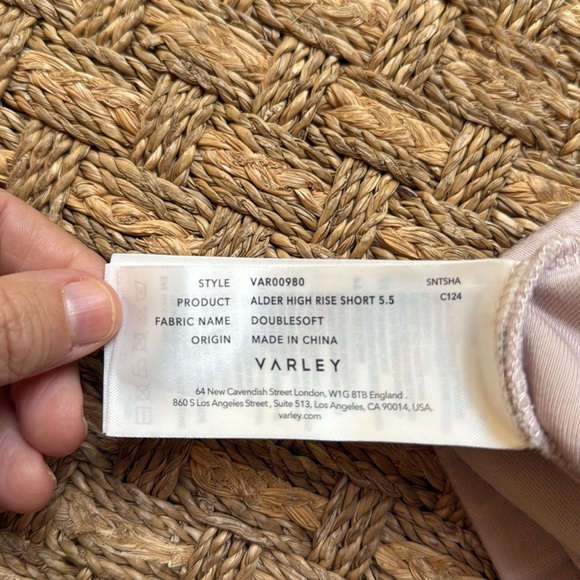 STYLE VAR00980 SNTSHA
PRODUCT ALDER HIGH RISE SHORT 5.5 C124
FABRIC NAME DOUBLESOFT
ORIGIN MADE IN CHINA
VARLEY
64 New Cavendish Street London, W1G 8TB England .
860 S Los Angeles Street , Suite 513, Los Angeles, CA 90014, USA.
varley.com